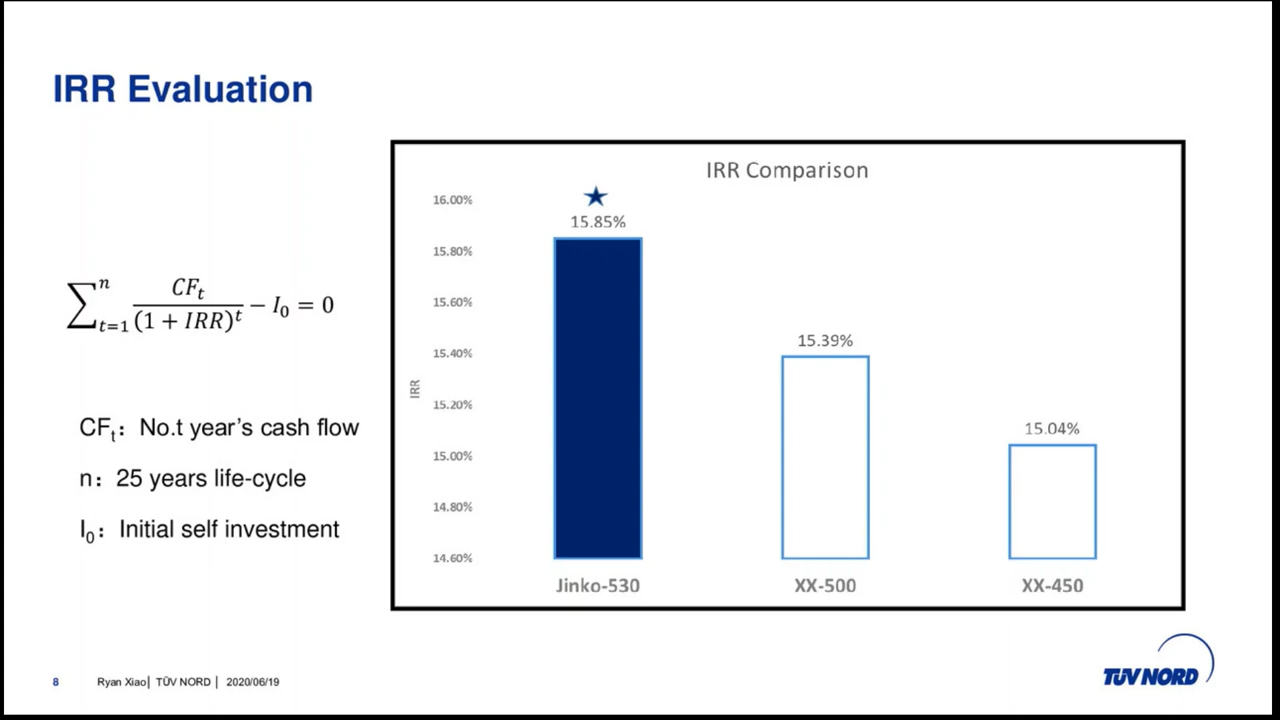 IRR Evaluation
∑ⁿₜ₌₁ CFₜ / (1 + IRR)ᵗ − I₀ = 0
CFₜ：No.t year's cash flow
n：25 years life-cycle
I₀：Initial self investment
IRR Comparison
16.00%
15.80%
15.60%
15.40%
15.20%
15.00%
14.80%
14.60%
IRR
15.85%
15.39%
15.04%
Jinko-530 XX-500 XX-450
8 Ryan Xiao| TÜV NORD | 2020/06/19
TÜV NORD